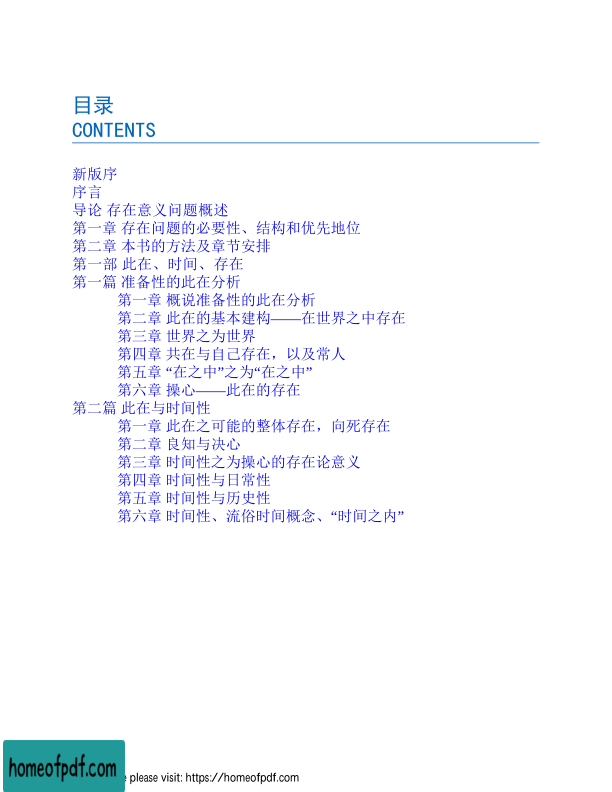 目录
CONTENTS
新版序
序言
导论 存在意义问题概述
第一章 存在问题的必要性、结构和优先地位
第二章 本书的方法及章节安排
第一部 此在、时间、存在
第一篇 准备性的此在分析
第一章 概说准备性的此在分析
第二章 此在的基本建构——在世界之中存在
第三章 世界之为世界
第四章 共在与自己存在，以及常人
第五章 “在之中”之为“在之中”
第六章 操心——此在的存在
第二篇 此在与时间性
第一章 此在之可能的整体存在，向死存在
第二章 良知与决心
第三章 时间性之为操心的存在论意义
第四章 时间性与日常性
第五章 时间性与历史性
第六章 时间性、流俗时间概念、“时间之内”
homeofpdf.com
please visit: https://homeofpdf.com